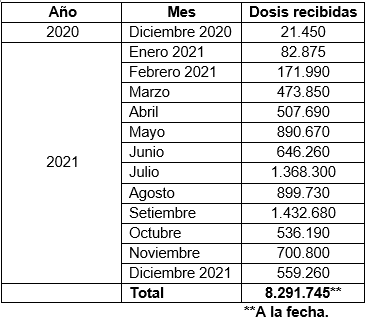 Año Mes Dosis recibidas
2020 Diciembre 2020 21.450
2021 Enero 2021 82.875
Febrero 2021 171.990
Marzo 473.850
Abril 507.690
Mayo 890.670
Junio 646.260
Julio 1.368.300
Agosto 899.730
Setiembre 1.432.680
Octubre 536.190
Noviembre 700.800
Diciembre 2021 559.260
Total 8.291.745**
**A la fecha.